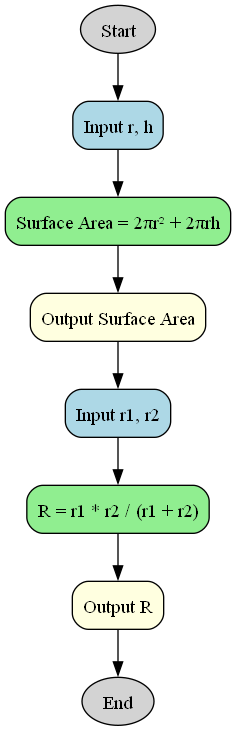 Start
Input r, h
Surface Area = 2πr² + 2πrh
Output Surface Area
Input r1, r2
R = r1 * r2 / (r1 + r2)
Output R
End